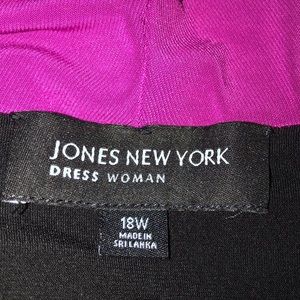 JONES NEW YORK
DRESS WOMAN
18W
MADE IN
SRI LANKA